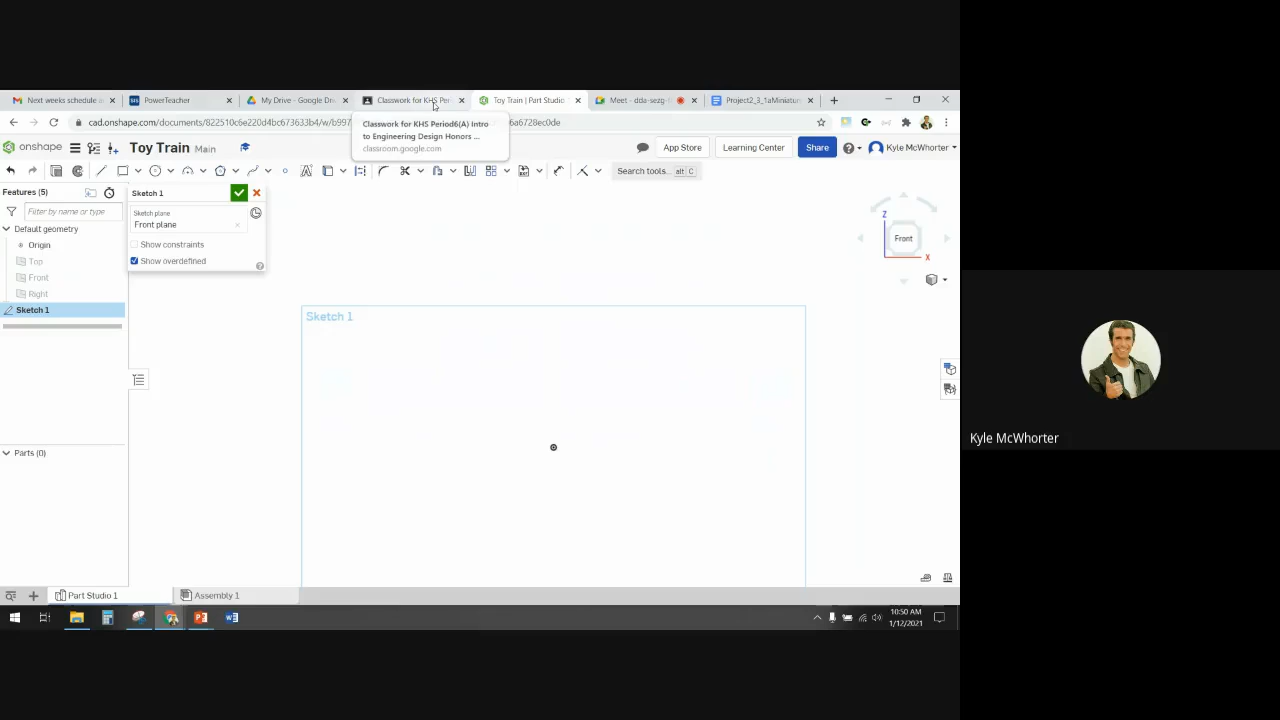 Next weeks schedule a
PowerTeacher
My Drive - Google Dri
Classwork for KHS Peri
Toy Train | Part Studio
Meet - dda-sezg-f
Project2_3_1aMiniatur
cad.onshape.com/documents/822510c6e220d4bc673633b4/w/b997
6a6f728ec0de
Classwork for KHS Period6(A) Intro
to Engineering Design Honors ...
classroom.google.com
onshape
Toy Train Main
App Store
Learning Center
Share
Kyle McWhorter
Search tools... alt C
Features (5)
Filter by name or type
Default geometry
Origin
Top
Front
Right
Sketch 1
Parts (0)
Sketch 1
Sketch plane
Front plane
Show constraints
Show overdefined
Sketch 1
Z
Front
X
Part Studio 1
Assembly 1
10:50 AM
1/12/2021
Kyle McWhorter